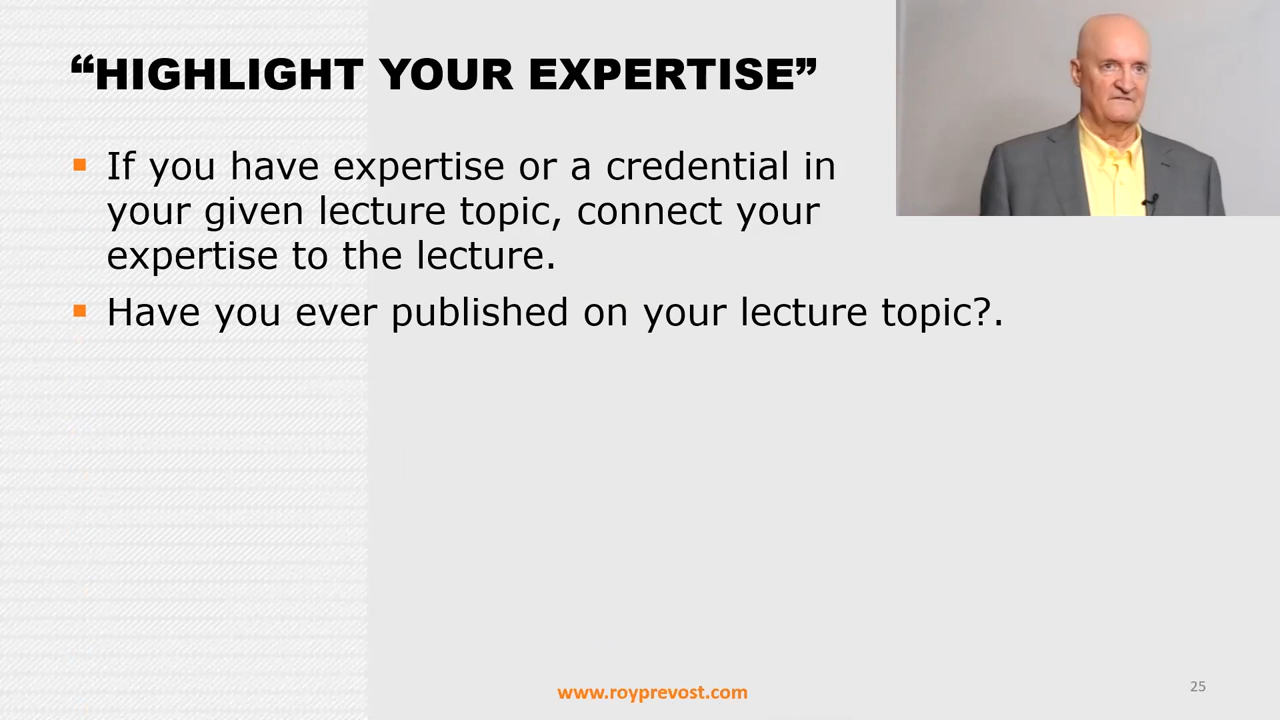 “HIGHLIGHT YOUR EXPERTISE”
If you have expertise or a credential in
your given lecture topic, connect your
expertise to the lecture.
Have you ever published on your lecture topic?.
www.royprevost.com
25